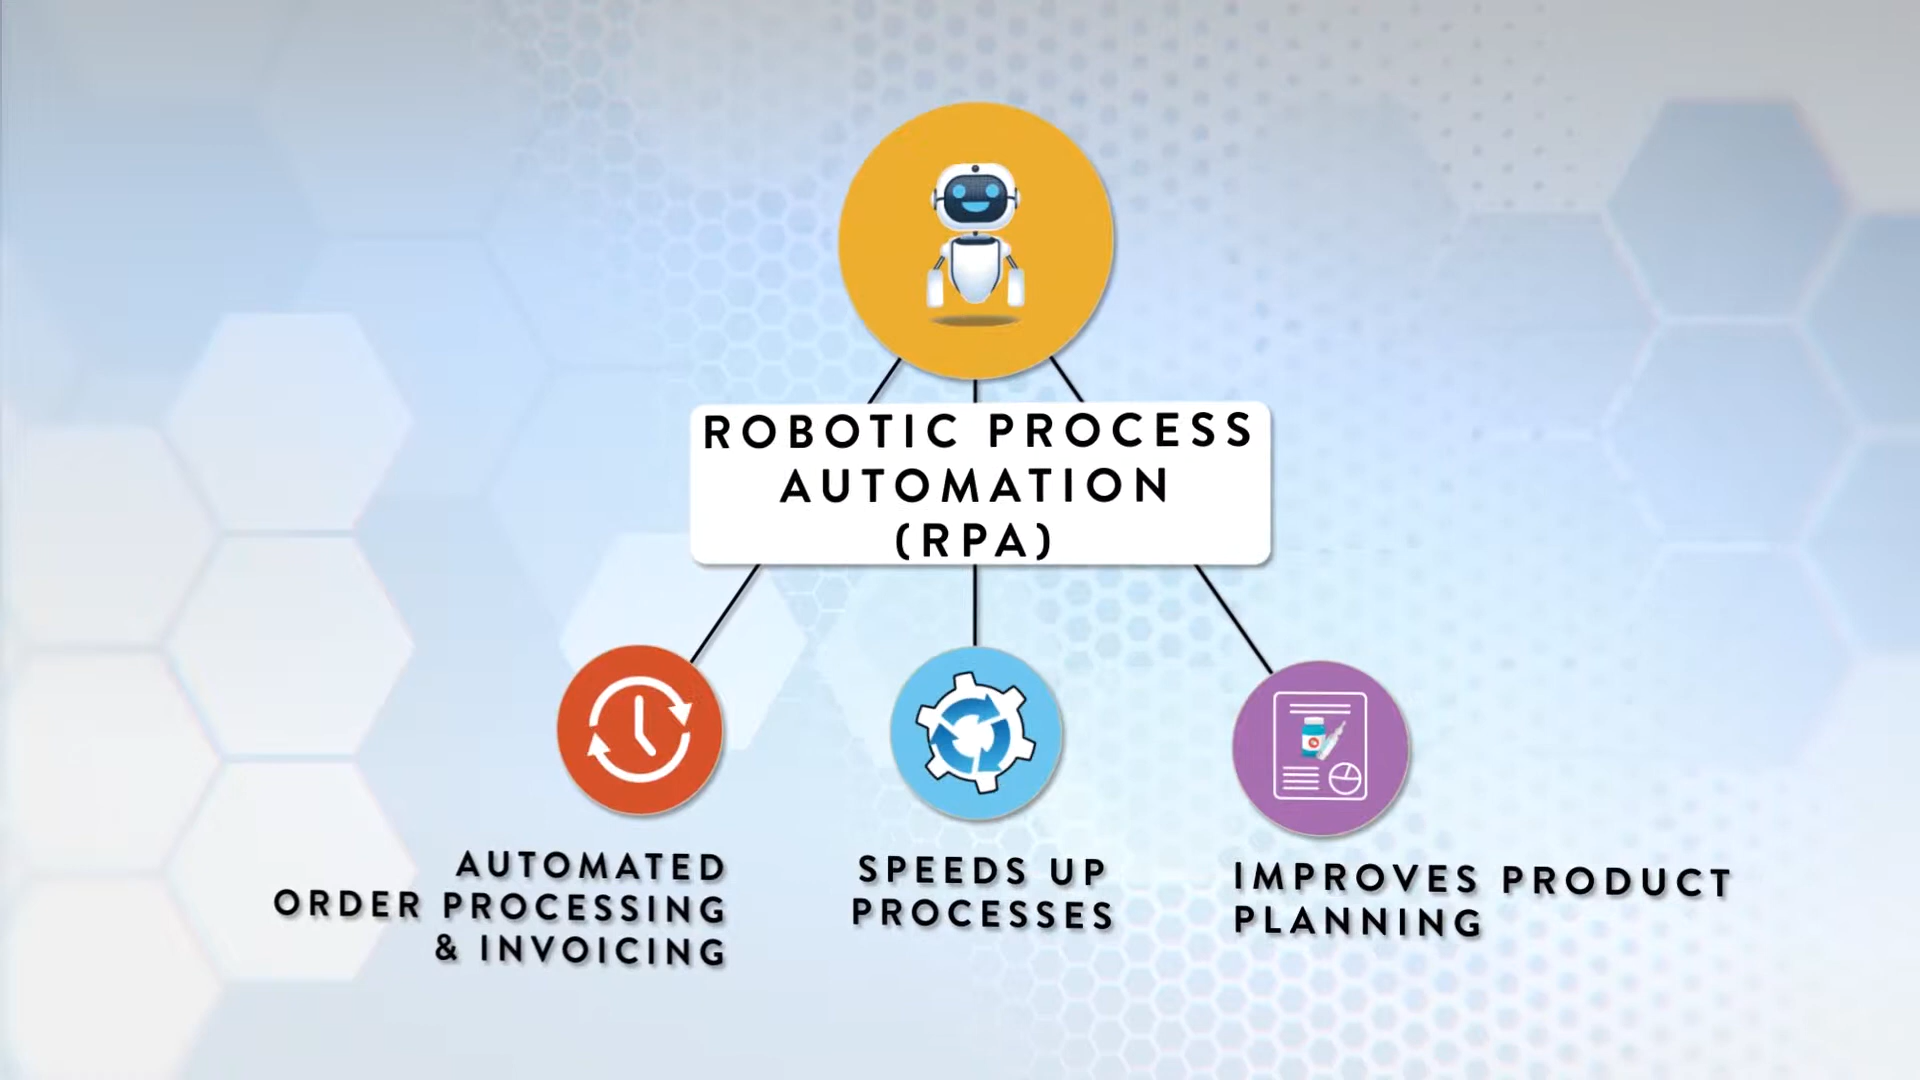 ROBOTIC PROCESS
AUTOMATION
(RPA)
AUTOMATED
ORDER PROCESSING
& INVOICING
SPEEDS UP
PROCESSES
IMPROVES PRODUCT
PLANNING